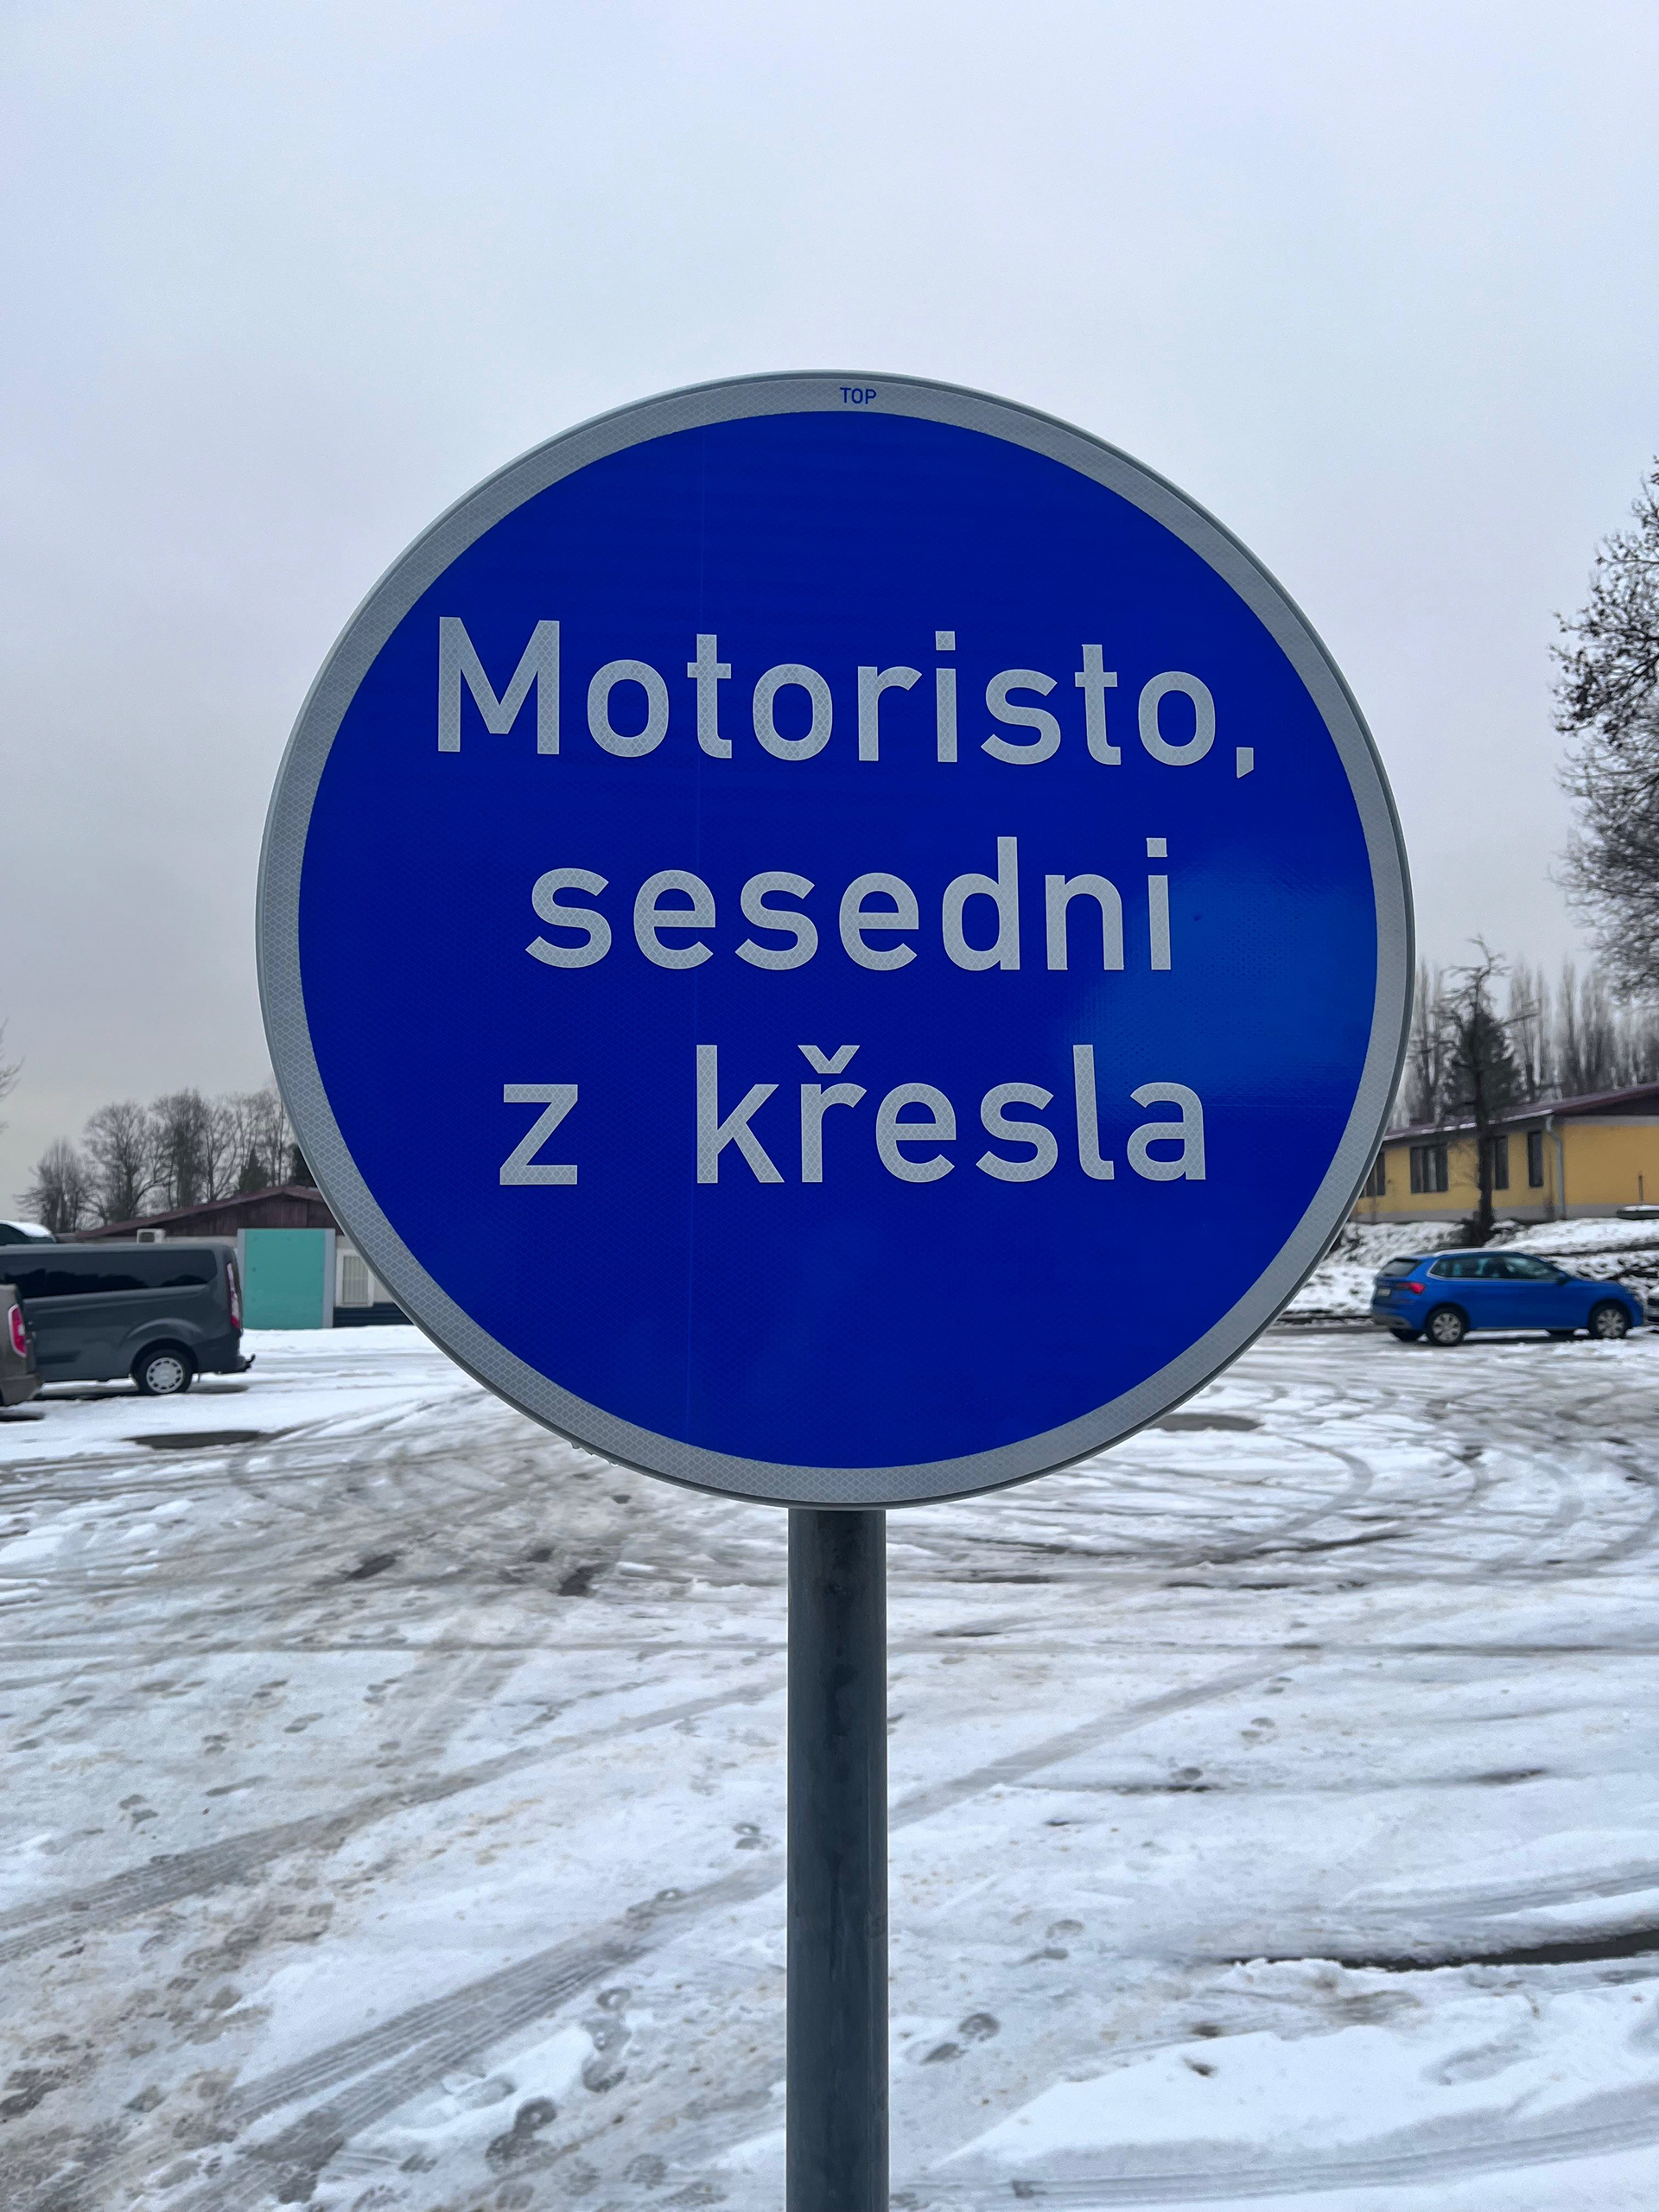 TOP
Motoristo,
sesedni
z křesla